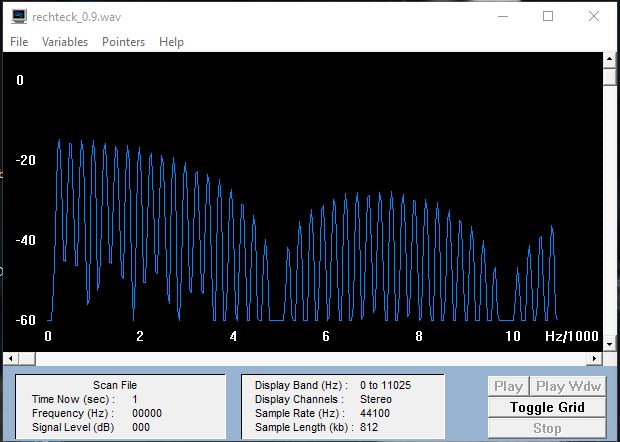 rechteck_0.9.wav
File Variables Pointers Help
0
-20
-40
-60
0 2 4 6 8 10 Hz/1000
Scan File
Time Now (sec) : 1
Frequency (Hz) : 00000
Signal Level (dB) 000
Display Band (Hz) : 0 to 11025
Display Channels : Stereo
Sample Rate (Hz) : 44100
Sample Length (kb) : 812
Play Play Wdw
Toggle Grid
Stop